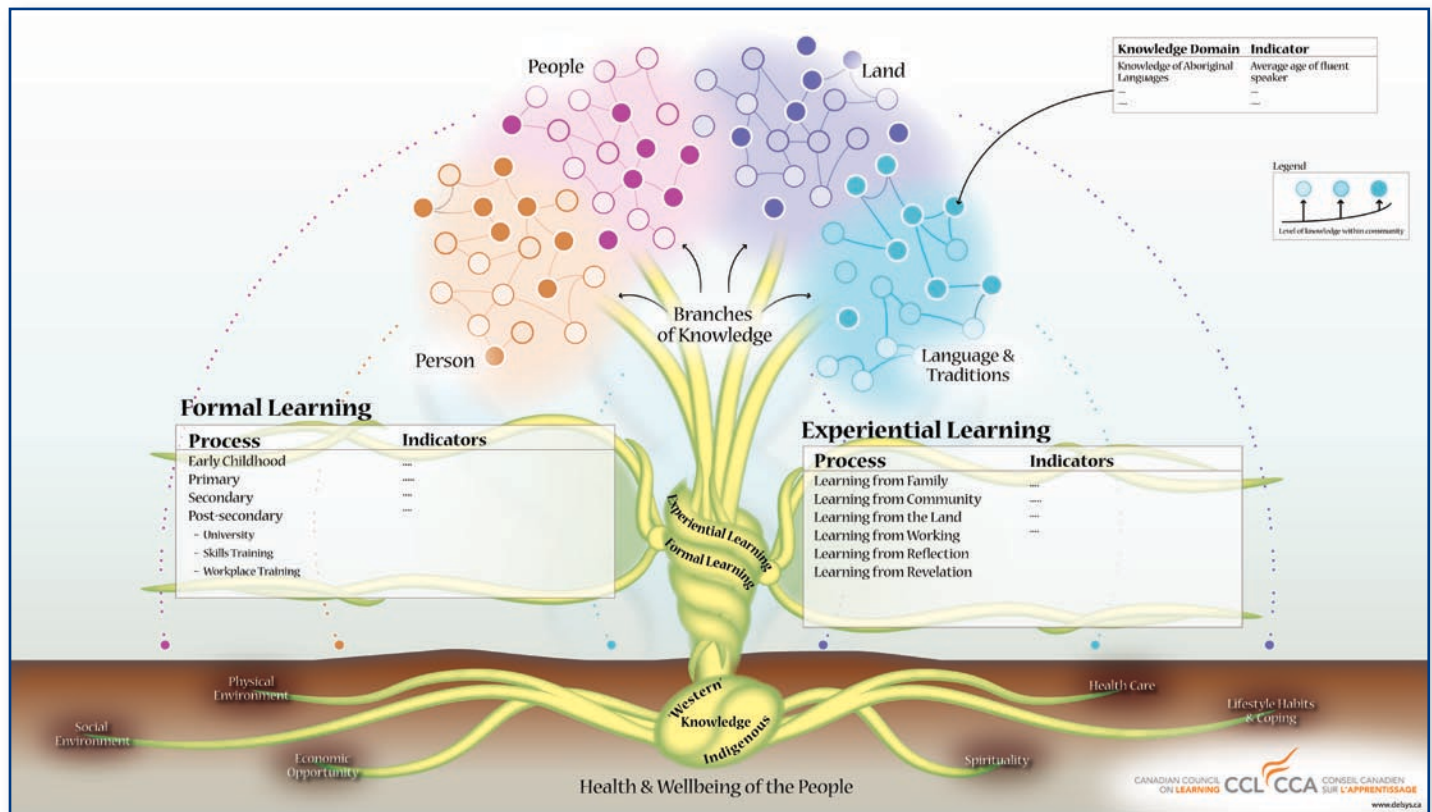 People
Land
Knowledge Domain Indicator
Knowledge of Aboriginal Average age of fluent
Languages speaker
... ...
.... ....
Legend
Level of knowledge within community
Branches
of Knowledge
Person
Language &
Traditions
Formal Learning
Process Indicators
Early Childhood ....
Primary .....
Secondary ....
Post-secondary ....
– University
– Skills Training
– Workplace Training
Experiential Learning
Process Indicators
Learning from Family ....
Learning from Community .....
Learning from the Land ....
Learning from Working ....
Learning from Reflection
Learning from Revelation
Experiential Learning
Formal Learning
Physical
Environment
Social
Environment
Economic
Opportunity
'Western'
Knowledge
Indigenous
Health Care
Lifestyle Habits
& Coping
Spirituality
Health & Wellbeing of the People
CANADIAN COUNCIL
ON LEARNING
CCL CCA
CONSEIL CANADIEN
SUR L'APPRENTISSAGE
www.delsys.ca